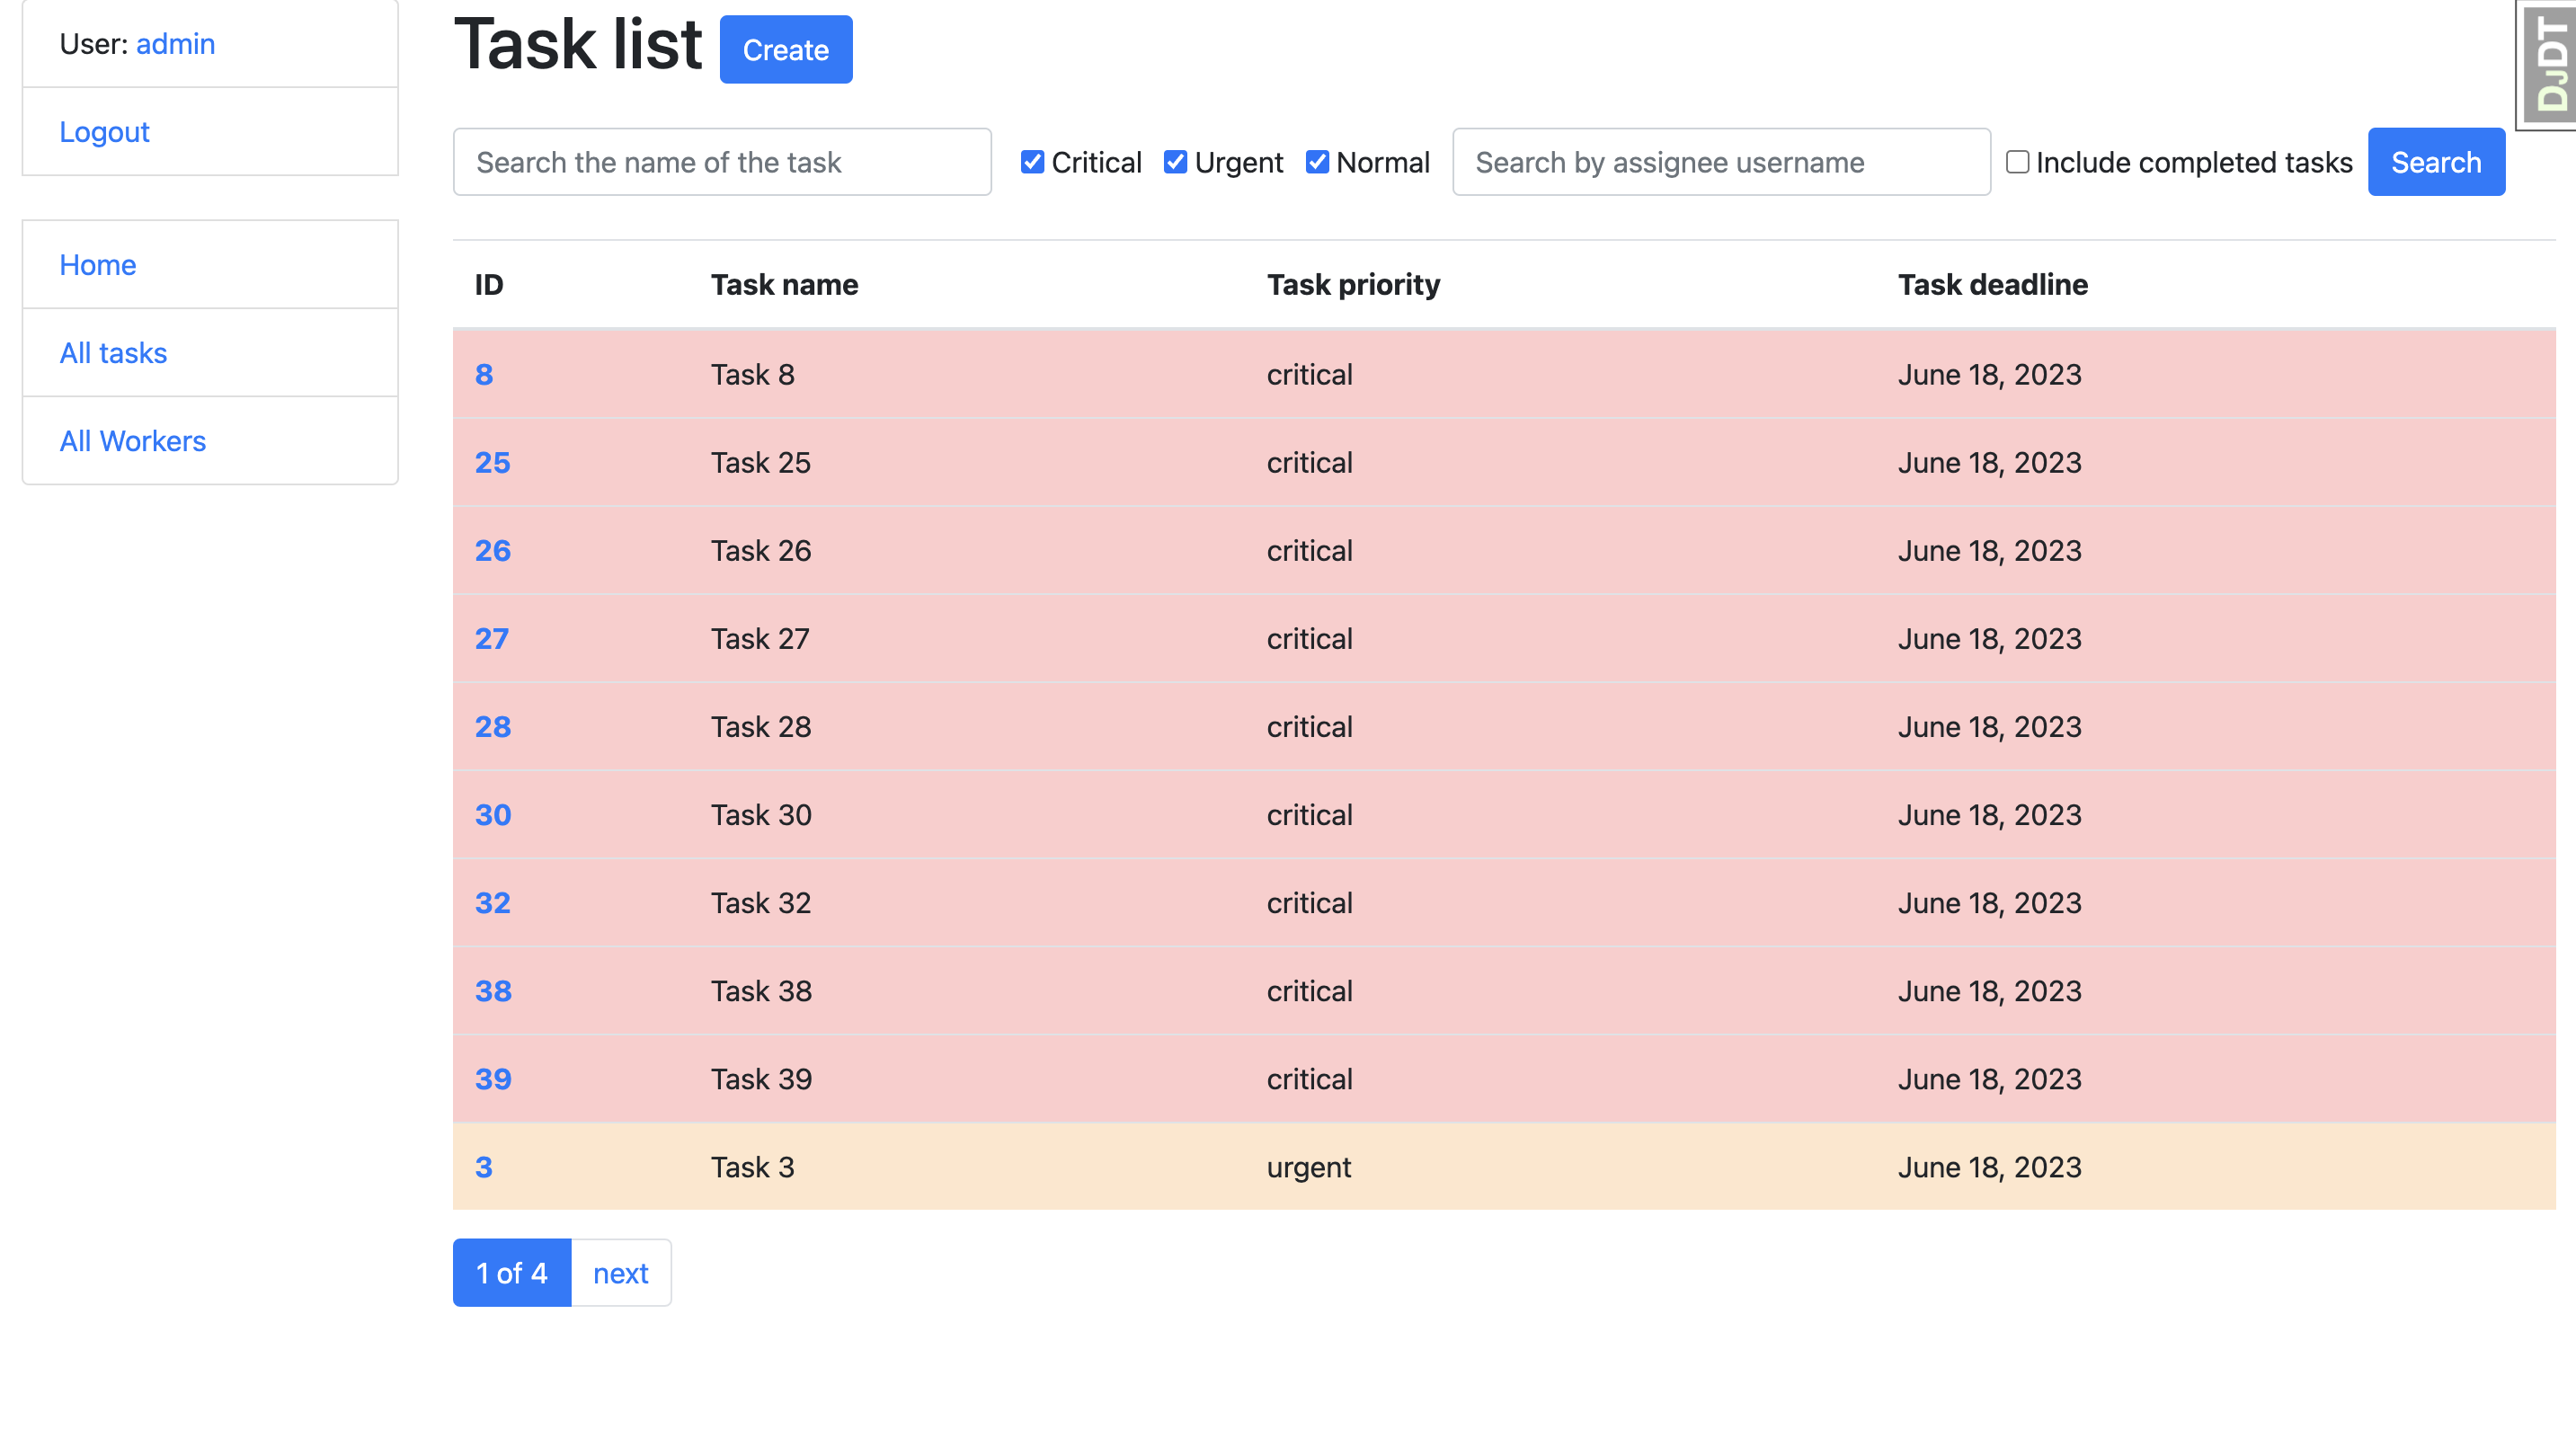 User: admin
Logout
Home
All tasks
All Workers
Task list Create
Search the name of the task Critical Urgent Normal Search by assignee username Include completed tasks Search
ID Task name Task priority Task deadline
8 Task 8 critical June 18, 2023
25 Task 25 critical June 18, 2023
26 Task 26 critical June 18, 2023
27 Task 27 critical June 18, 2023
28 Task 28 critical June 18, 2023
30 Task 30 critical June 18, 2023
32 Task 32 critical June 18, 2023
38 Task 38 critical June 18, 2023
39 Task 39 critical June 18, 2023
3 Task 3 urgent June 18, 2023
1 of 4 next
DJDT